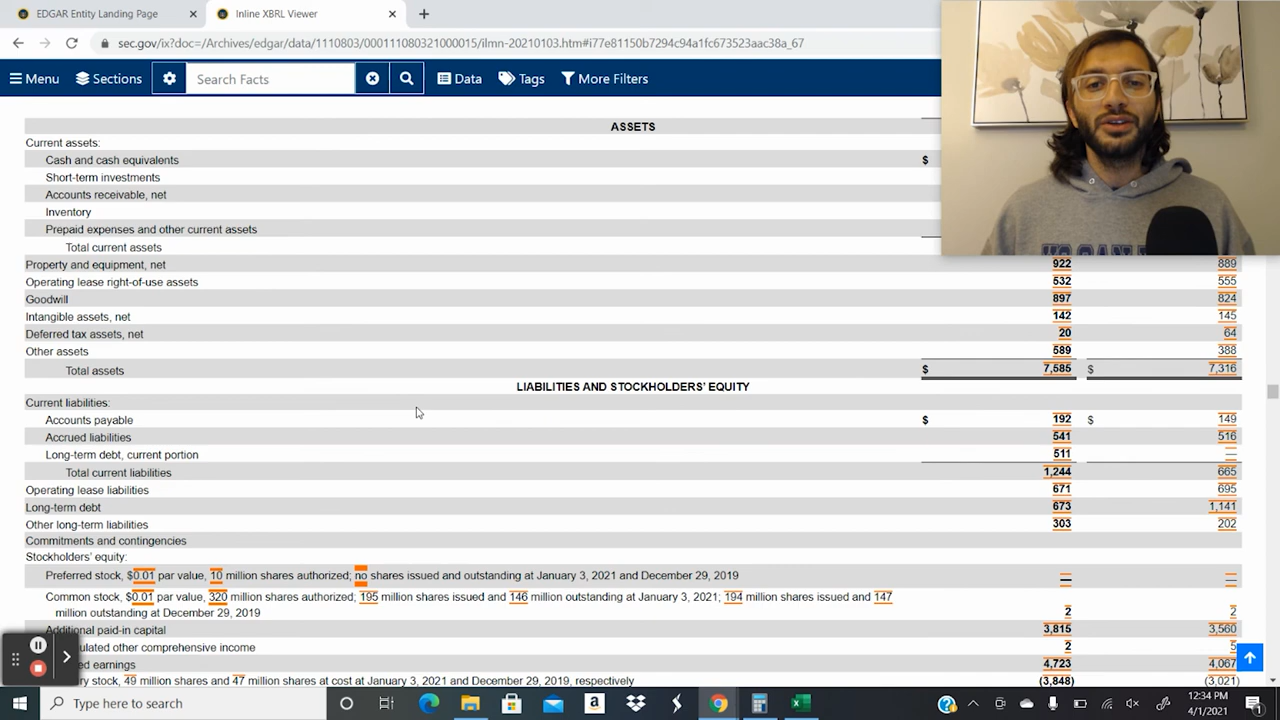 EDGAR Entity Landing Page
Inline XBRL Viewer
sec.gov/ix?doc=/Archives/edgar/data/1110803/000111080321000015/ilmn-20210103.htm#i77e81150b7294c94a1fc673523aac38a_67
Menu Sections Search Facts Data Tags More Filters
ASSETS
Current assets:
Cash and cash equivalents $
Short-term investments
Accounts receivable, net
Inventory
Prepaid expenses and other current assets
Total current assets
Property and equipment, net 922 889
Operating lease right-of-use assets 532 555
Goodwill 897 824
Intangible assets, net 142 145
Deferred tax assets, net 20 64
Other assets 589 388
Total assets $ 7,585 $ 7,316
LIABILITIES AND STOCKHOLDERS' EQUITY
Current liabilities:
Accounts payable $ 192 $ 149
Accrued liabilities 541 516
Long-term debt, current portion 511 —
Total current liabilities 1,244 665
Operating lease liabilities 671 695
Long-term debt 673 1,141
Other long-term liabilities 303 202
Commitments and contingencies
Stockholders' equity:
Preferred stock, $0.01 par value, 10 million shares authorized; no shares issued and outstanding at January 3, 2021 and December 29, 2019 — —
Common stock, $0.01 par value, 320 million shares authorized; 195 million shares issued and 146 million outstanding at January 3, 2021; 194 million shares issued and 147
million outstanding at December 29, 2019 2 2
Additional paid-in capital 3,815 3,560
ulated other comprehensive income 2 5
ed earnings 4,723 4,067
ry stock, 49 million shares and 47 million shares at cost at January 3, 2021 and December 29, 2019, respectively (3,848) (3,021)
Type here to search
12:34 PM
4/1/2021